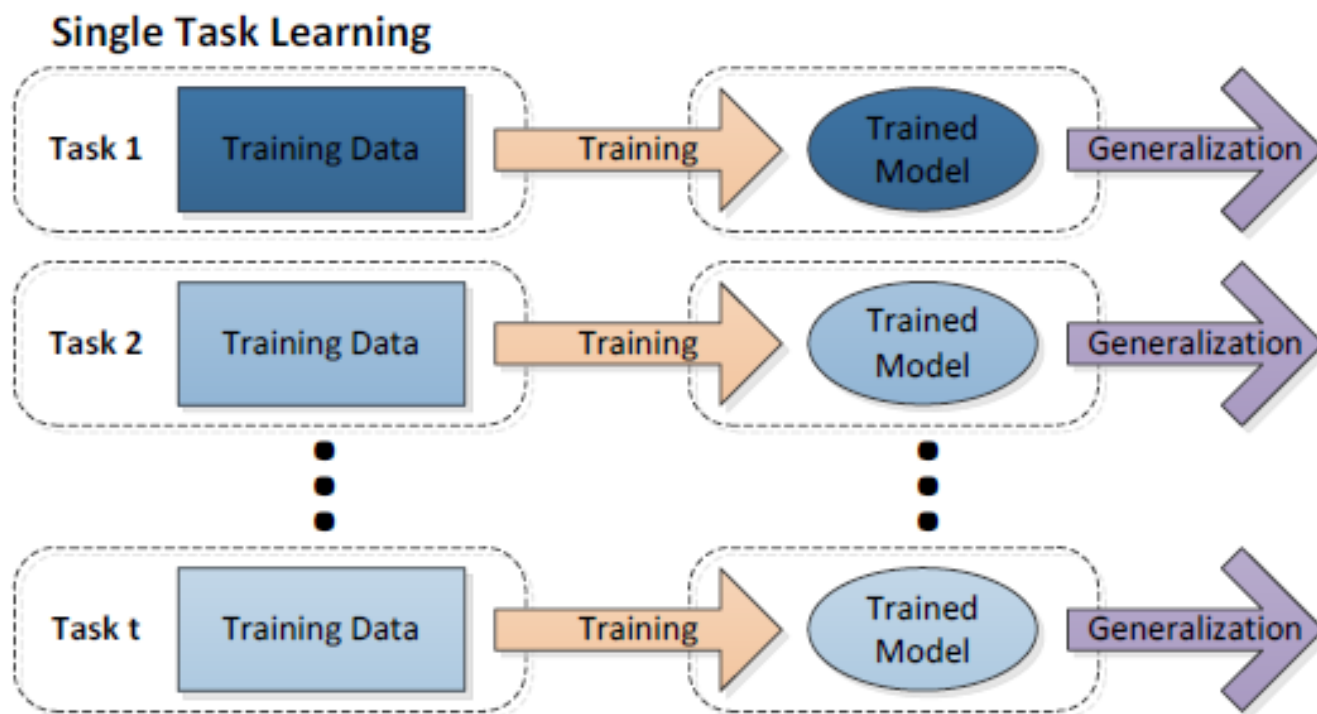 Single Task Learning
Task 1
Training Data
Training
Trained
Model
Generalization
Task 2
Training Data
Training
Trained
Model
Generalization
Task t
Training Data
Training
Trained
Model
Generalization